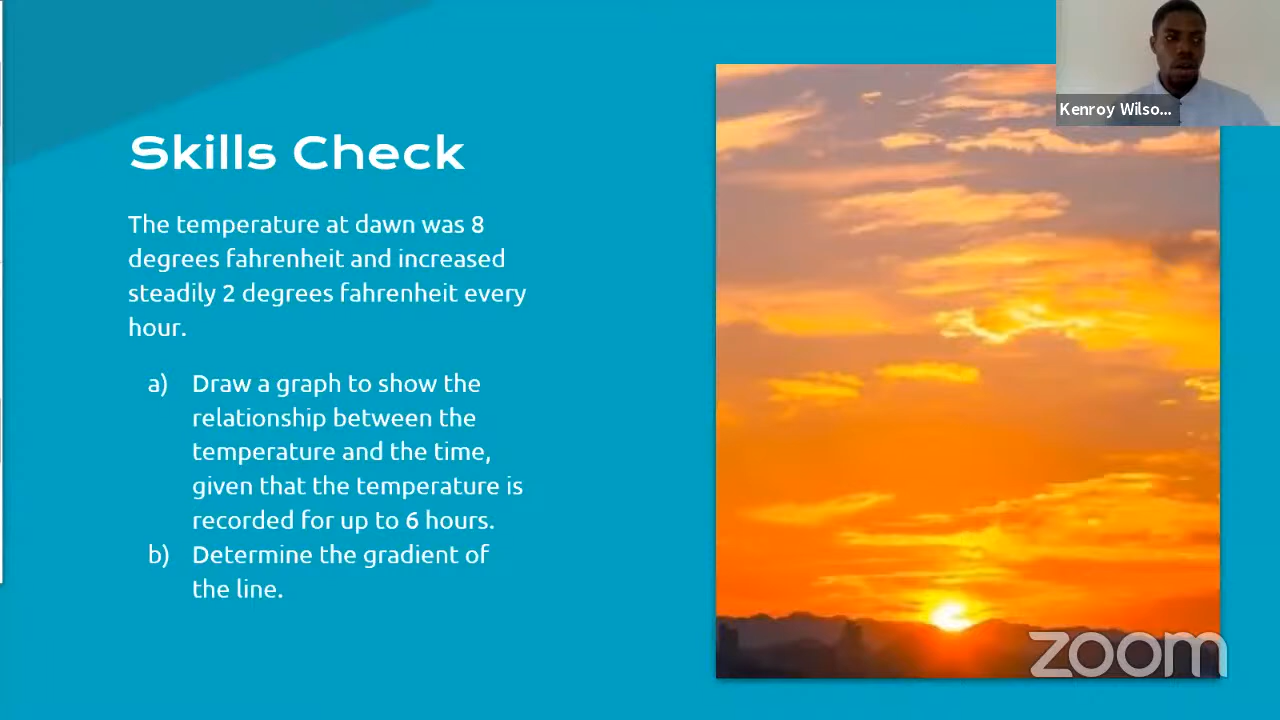 Kenroy Wilso...
Skills Check
The temperature at dawn was 8
degrees fahrenheit and increased
steadily 2 degrees fahrenheit every
hour.
a) Draw a graph to show the
relationship between the
temperature and the time,
given that the temperature is
recorded for up to 6 hours.
b) Determine the gradient of
the line.
zoom